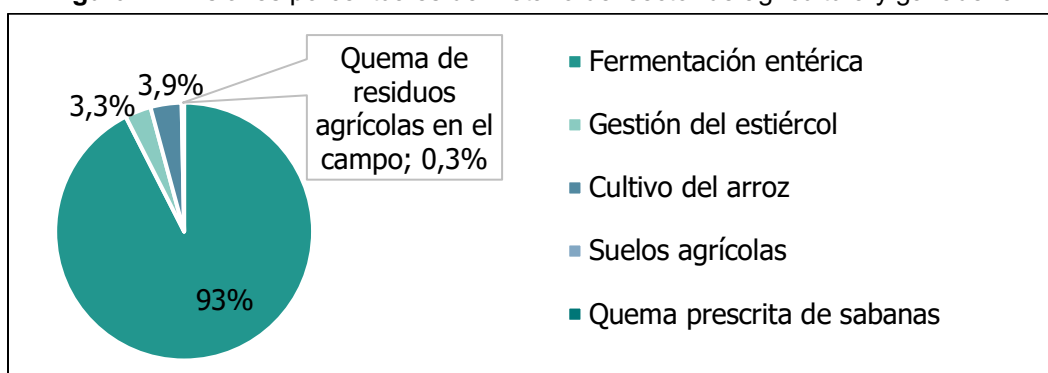 Quema de
residuos
agrícolas en el
campo; 0,3%
3,9%
3,3%
93%
Fermentación entérica
Gestión del estiércol
Cultivo del arroz
Suelos agrícolas
Quema prescrita de sabanas